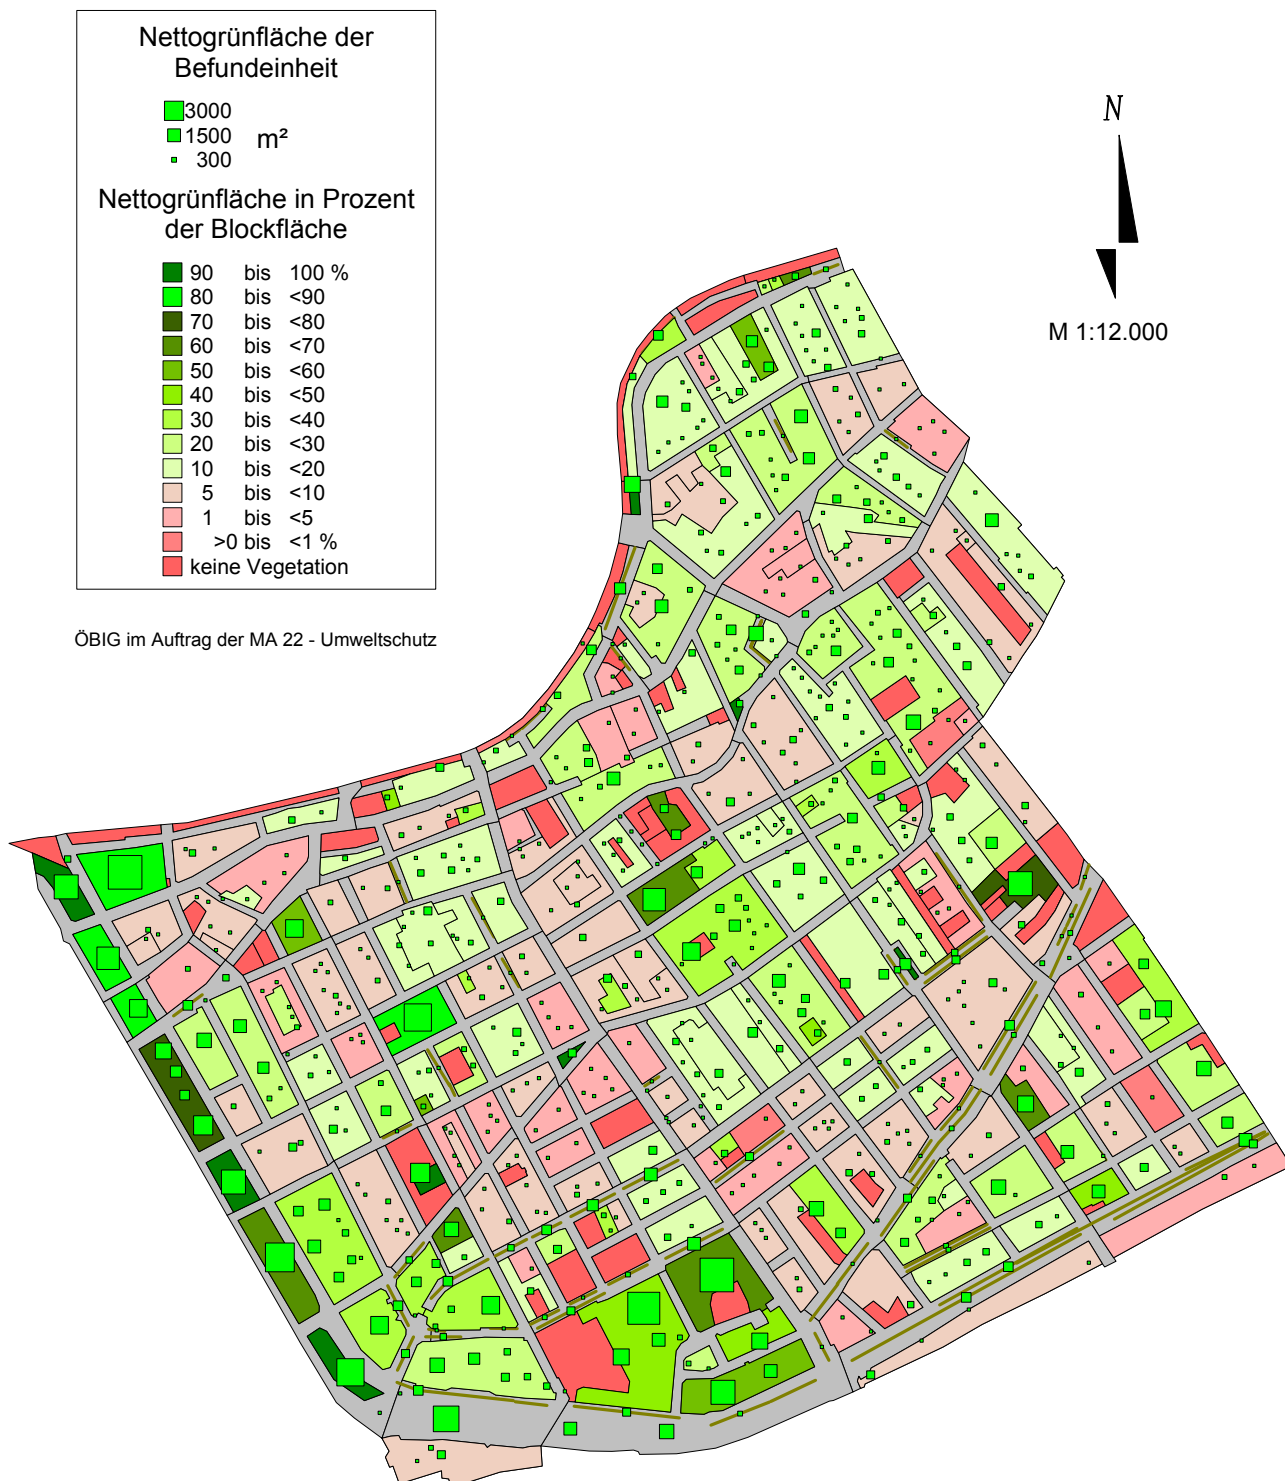 Nettogrünfläche der
Befundeinheit
3000
1500 m²
300
Nettogrünfläche in Prozent
der Blockfläche
90 bis 100 %
80 bis <90
70 bis <80
60 bis <70
50 bis <60
40 bis <50
30 bis <40
20 bis <30
10 bis <20
5 bis <10
1 bis <5
>0 bis <1 %
keine Vegetation
ÖBIG im Auftrag der MA 22 - Umweltschutz
N
M 1:12.000